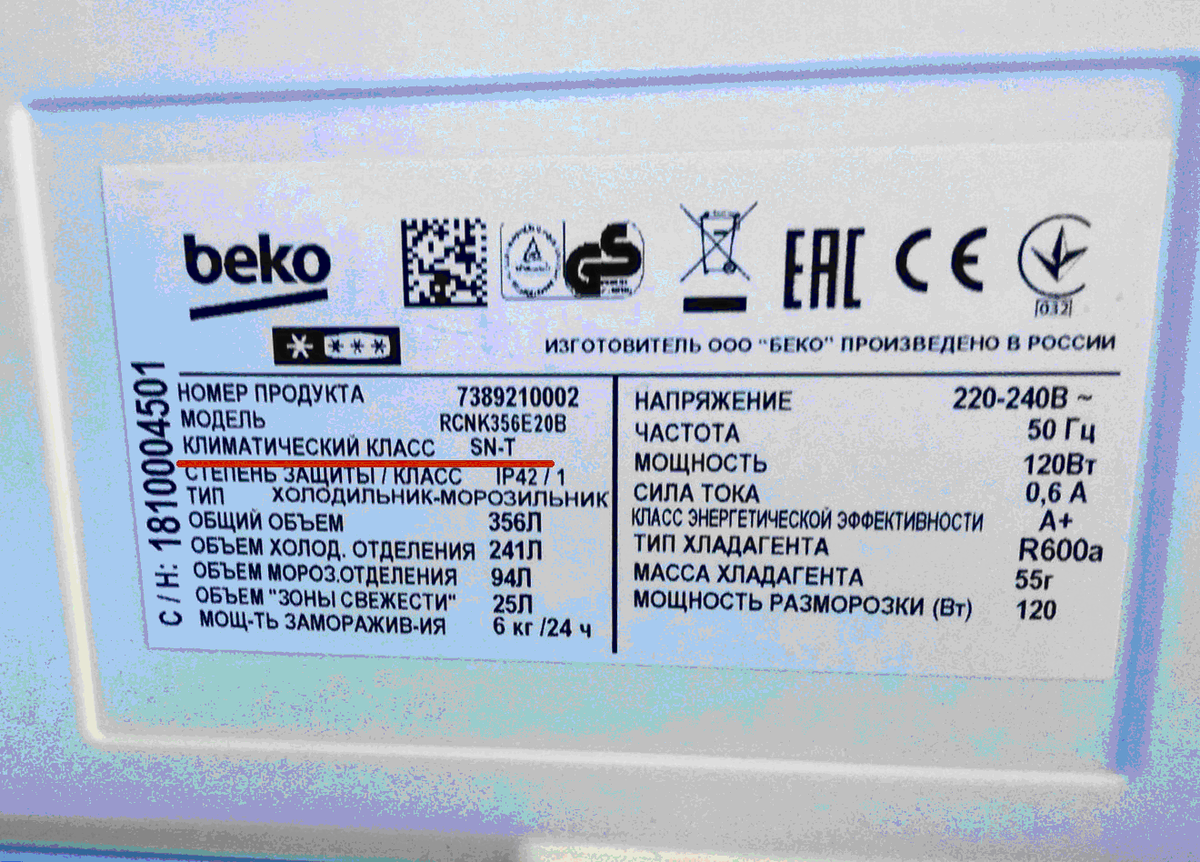 beko
EAC CE
032
ИЗГОТОВИТЕЛЬ ООО "БЕКО" ПРОИЗВЕДЕНО В РОССИИ
С / Н: 1810004501
НОМЕР ПРОДУКТА 7389210002
МОДЕЛЬ RCNK356E20B
КЛИМАТИЧЕСКИЙ КЛАСС SN-T
СТЕПЕНЬ ЗАЩИТЫ / КЛАСС IP42 / 1
ТИП ХОЛОДИЛЬНИК-МОРОЗИЛЬНИК
ОБЩИЙ ОБЪЕМ 356Л
ОБЪЕМ ХОЛОД. ОТДЕЛЕНИЯ 241Л
ОБЪЕМ МОРОЗ.ОТДЕЛЕНИЯ 94Л
ОБЪЕМ "ЗОНЫ СВЕЖЕСТИ" 25Л
МОЩ-ТЬ ЗАМОРАЖИВ-ИЯ 6 кг /24 ч
НАПРЯЖЕНИЕ 220-240В ~
ЧАСТОТА 50 Гц
МОЩНОСТЬ 120Вт
СИЛА ТОКА 0,6 А
КЛАСС ЭНЕРГЕТИЧЕСКОЙ ЭФФЕКТИВНОСТИ А+
ТИП ХЛАДАГЕНТА R600a
МАССА ХЛАДАГЕНТА 55г
МОЩНОСТЬ РАЗМОРОЗКИ (Вт) 120